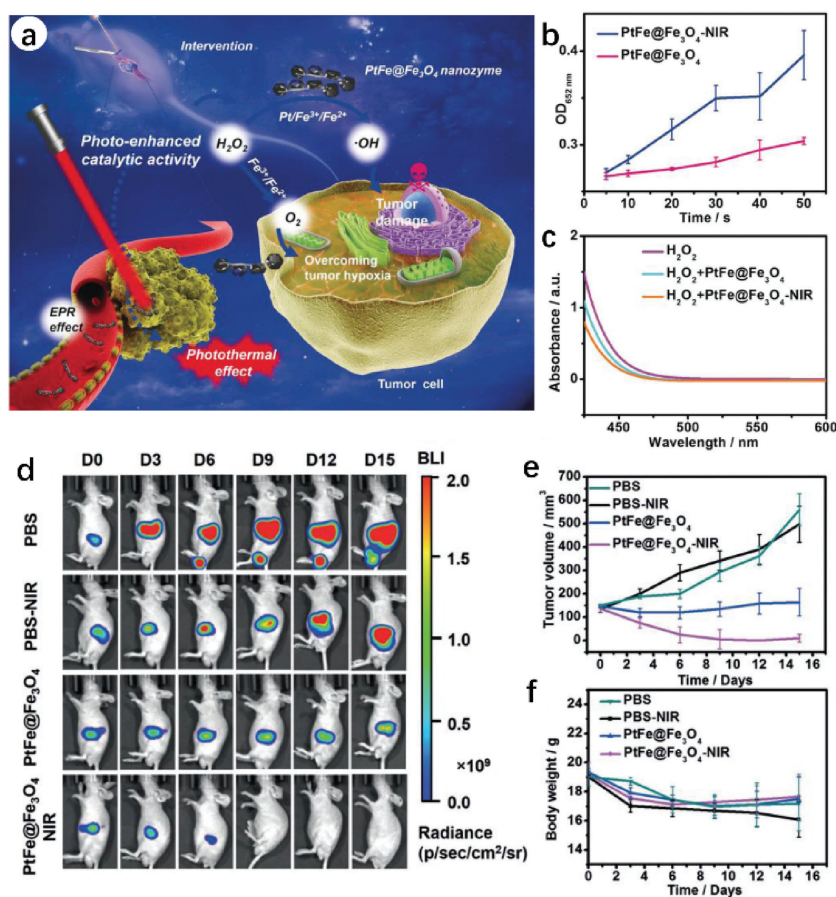 a
Intervention
PtFe@Fe₃O₄ nanozyme
Pt/Fe³⁺/Fe²⁺
Photo-enhanced
catalytic activity
H₂O₂
·OH
Fe³⁺/Fe²⁺
O₂
Tumor
damage
Overcoming
tumor hypoxia
EPR
effect
Photothermal
effect
Tumor cell
b
PtFe@Fe₃O₄-NIR
PtFe@Fe₃O₄
OD652 nm
0.4
0.3
0 10 20 30 40 50
Time / s
c
H₂O₂
H₂O₂+PtFe@Fe₃O₄
H₂O₂+PtFe@Fe₃O₄-NIR
Absorbance / a.u.
2
1
0
450 500 550 600
Wavelength / nm
d
D0 D3 D6 D9 D12 D15
BLI
PBS
PBS-NIR
PtFe@Fe₃O₄
PtFe@Fe₃O₄
NIR
2.0
1.5
1.0
0.5
×10⁹
0.0
Radiance
(p/sec/cm²/sr)
e
PBS
PBS-NIR
PtFe@Fe₃O₄
PtFe@Fe₃O₄-NIR
Tumor volume / mm³
700
600
500
400
300
200
100
0
0 2 4 6 8 10 12 14 16
Time / Days
f
PBS
PBS-NIR
PtFe@Fe₃O₄
PtFe@Fe₃O₄-NIR
Body weight / g
26
24
22
20
18
16
14
0 2 4 6 8 10 12 14 16
Time / Days